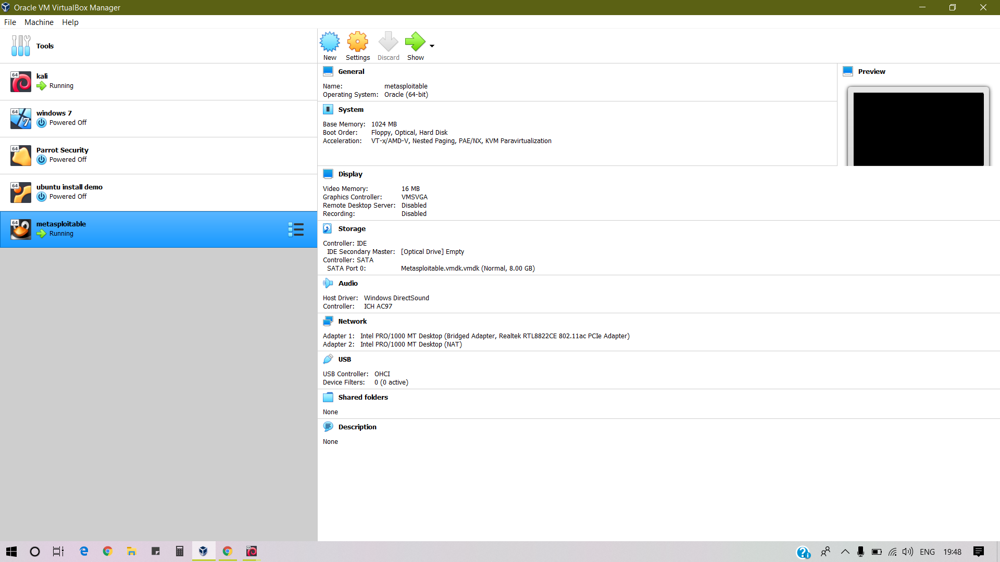 Oracle VM VirtualBox Manager
File Machine Help
Tools
64
kali
Running
64
windows 7
Powered Off
64
Parrot Security
Powered Off
64
ubuntu install demo
Powered Off
64
metasploitable
Running
New Settings Discard Show
General
Name: metasploitable
Operating System: Oracle (64-bit)
Preview
System
Base Memory: 1024 MB
Boot Order: Floppy, Optical, Hard Disk
Acceleration: VT-x/AMD-V, Nested Paging, PAE/NX, KVM Paravirtualization
Display
Video Memory: 16 MB
Graphics Controller: VMSVGA
Remote Desktop Server: Disabled
Recording: Disabled
Storage
Controller: IDE
IDE Secondary Master: [Optical Drive] Empty
Controller: SATA
SATA Port 0: Metasploitable.vmdk.vmdk (Normal, 8.00 GB)
Audio
Host Driver: Windows DirectSound
Controller: ICH AC97
Network
Adapter 1: Intel PRO/1000 MT Desktop (Bridged Adapter, Realtek RTL8822CE 802.11ac PCIe Adapter)
Adapter 2: Intel PRO/1000 MT Desktop (NAT)
USB
USB Controller: OHCI
Device Filters: 0 (0 active)
Shared folders
None
Description
None
ENG 19:48